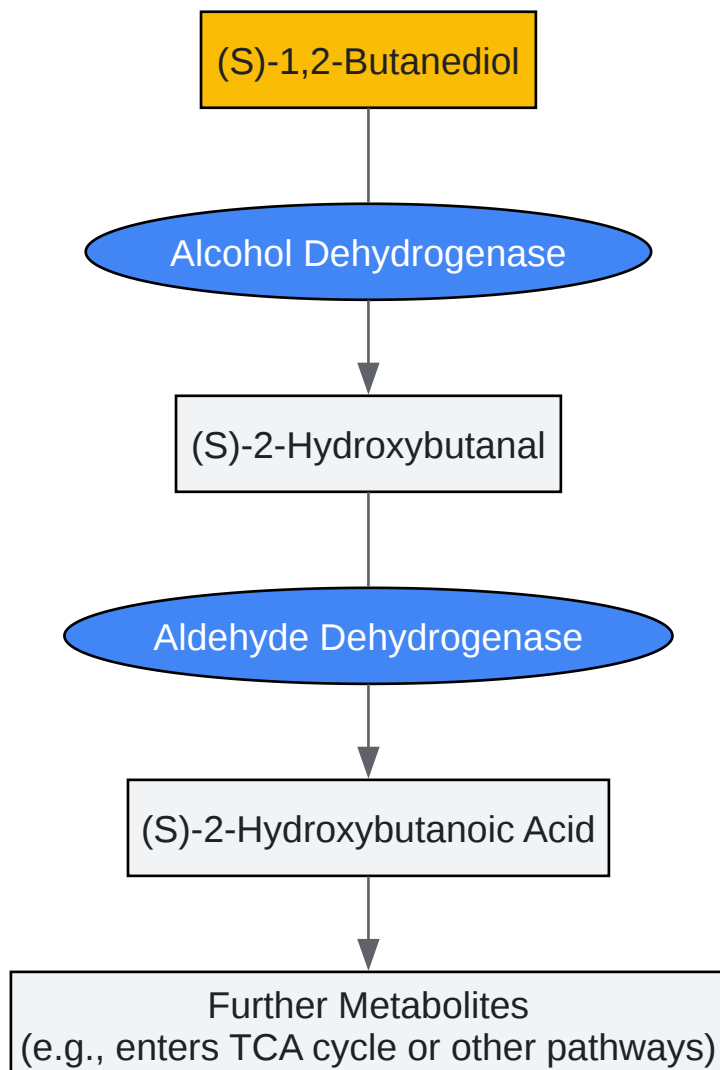 (S)-1,2-Butanediol
Alcohol Dehydrogenase
(S)-2-Hydroxybutanal
Aldehyde Dehydrogenase
(S)-2-Hydroxybutanoic Acid
Further Metabolites
(e.g., enters TCA cycle or other pathways)